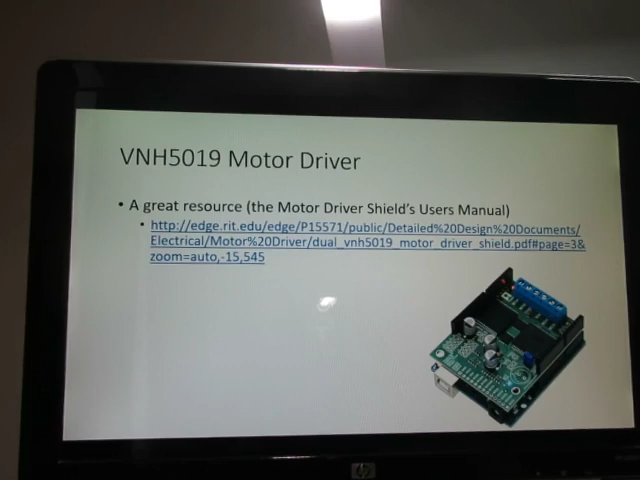 VNH5019 Motor Driver
• A great resource (the Motor Driver Shield's Users Manual)
• http://edge.rit.edu/edge/P15571/public/Detailed%20Design%20Documents/
Electrical/Motor%20Driver/dual_vnh5019_motor_driver_shield.pdf#page=3&
zoom=auto,-15,545
hp